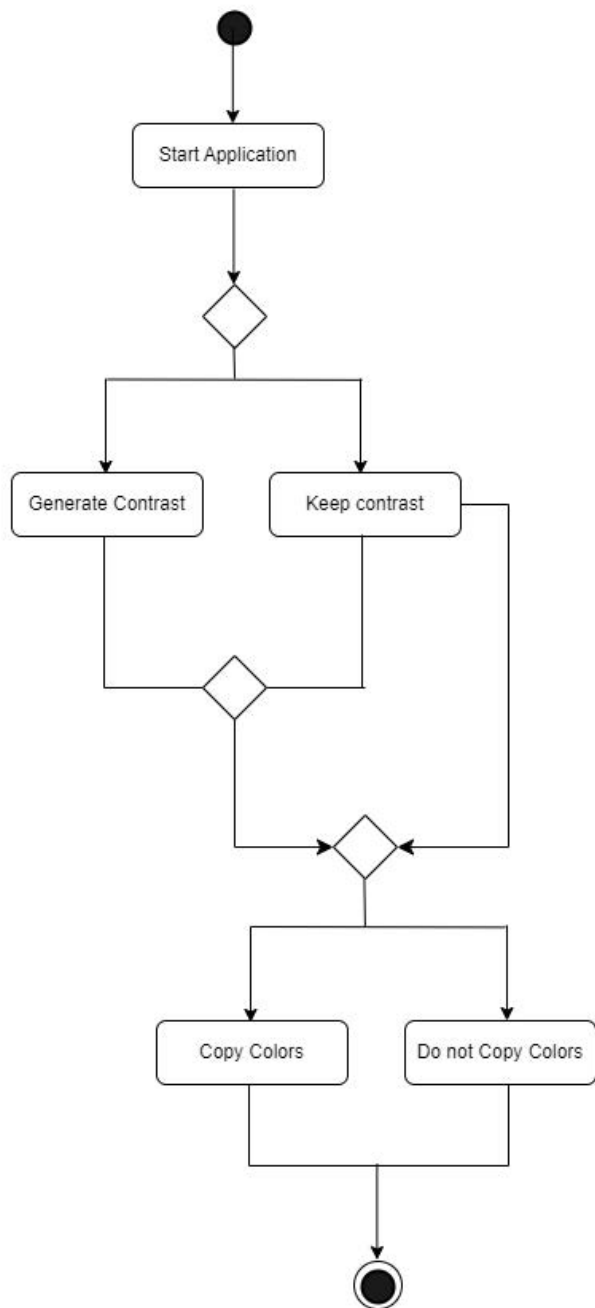 Start Application
Generate Contrast
Keep contrast
Copy Colors
Do not Copy Colors